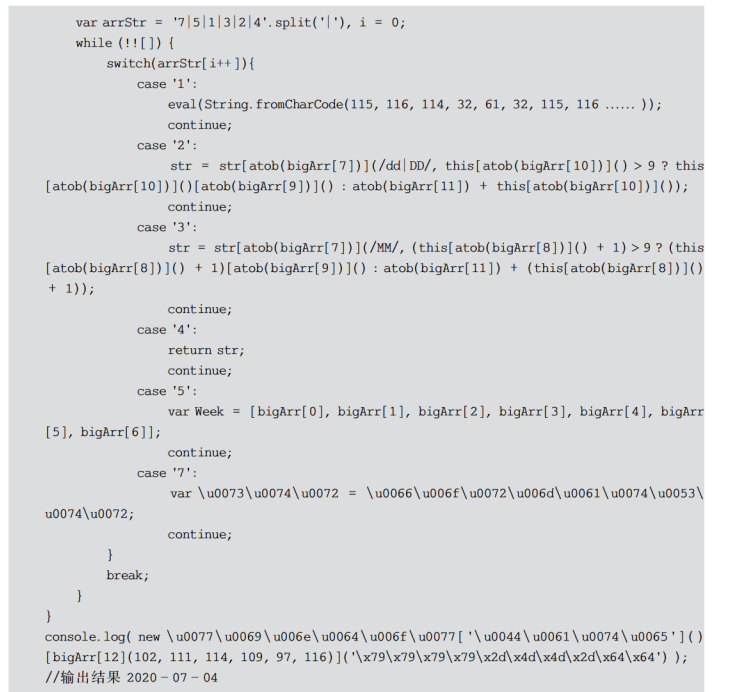 var arrStr = '7|5|1|3|2|4'.split('|'), i = 0;
while (!![]) {
switch(arrStr[i++]){
case '1':
eval(String.fromCharCode(115, 116, 114, 32, 61, 32, 115, 116 …… ));
continue;
case '2':
str = str[atob(bigArr[7])](/dd|DD/, this[atob(bigArr[10])]() > 9 ? this
[atob(bigArr[10])]()[atob(bigArr[9])]() : atob(bigArr[11]) + this[atob(bigArr[10])]());
continue;
case '3':
str = str[atob(bigArr[7])](/MM/, (this[atob(bigArr[8])]() + 1) > 9 ? (this
[atob(bigArr[8])]() + 1)[atob(bigArr[9])]() : atob(bigArr[11]) + (this[atob(bigArr[8])]()
+ 1));
continue;
case '4':
return str;
continue;
case '5':
var Week = [bigArr[0], bigArr[1], bigArr[2], bigArr[3], bigArr[4], bigArr
[5], bigArr[6]];
continue;
case '7':
var \u0073\u0074\u0072 = \u0066\u006f\u0072\u006d\u0061\u0074\u0053\
u0074\u0072;
continue;
}
break;
}
}
console.log( new \u0077\u0069\u006e\u0064\u006f\u0077['\u0044\u0061\u0074\u0065']()
[bigArr[12](102, 111, 114, 109, 97, 116)]('\x79\x79\x79\x79\x2d\x4d\x4d\x2d\x64\x64') );
//输出结果 2020-07-04